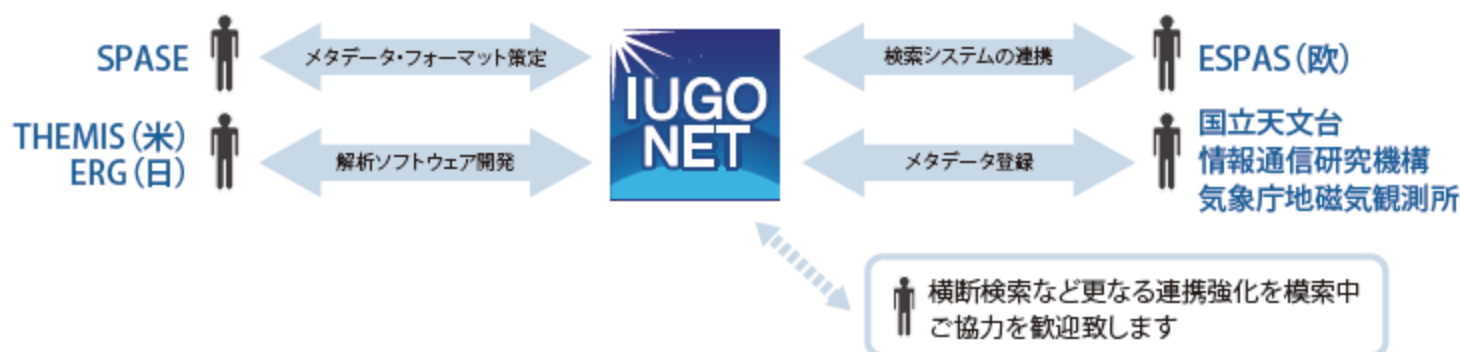 SPASE
メタデータ・フォーマット策定
IUGO
NET
検索システムの連携
ESPAS（欧）
THEMIS（米）
ERG（日）
解析ソフトウェア開発
メタデータ登録
国立天文台
情報通信研究機構
気象庁地磁気観測所
横断検索など更なる連携強化を模索中
ご協力を歓迎致します